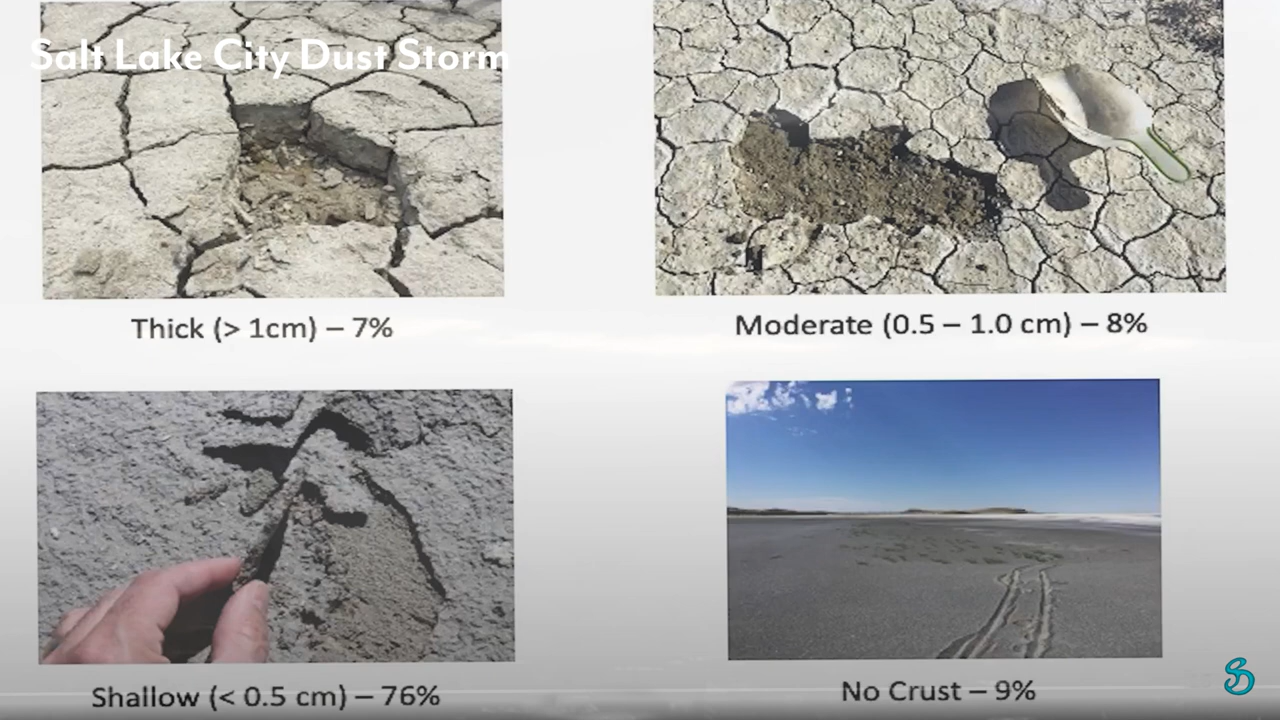 Salt Lake City Dust Storm
Thick (> 1cm) – 7%
Moderate (0.5 – 1.0 cm) – 8%
Shallow (< 0.5 cm) – 76%
No Crust – 9%